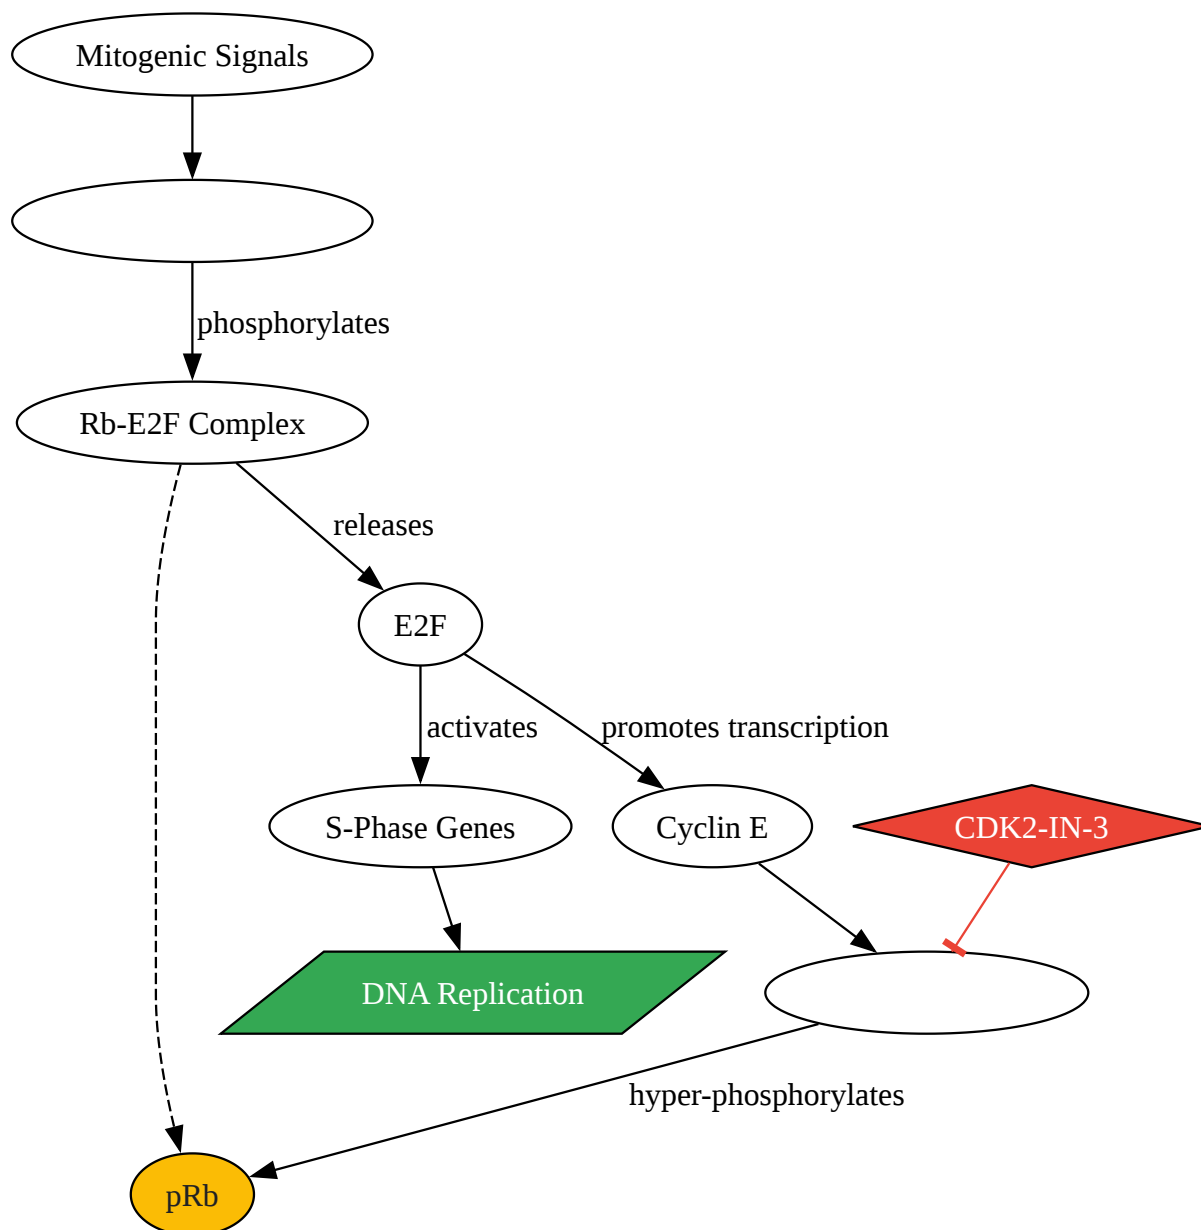 Mitogenic Signals
phosphorylates
Rb-E2F Complex
releases
E2F
activates
promotes transcription
S-Phase Genes
Cyclin E
CDK2-IN-3
DNA Replication
hyper-phosphorylates
pRb